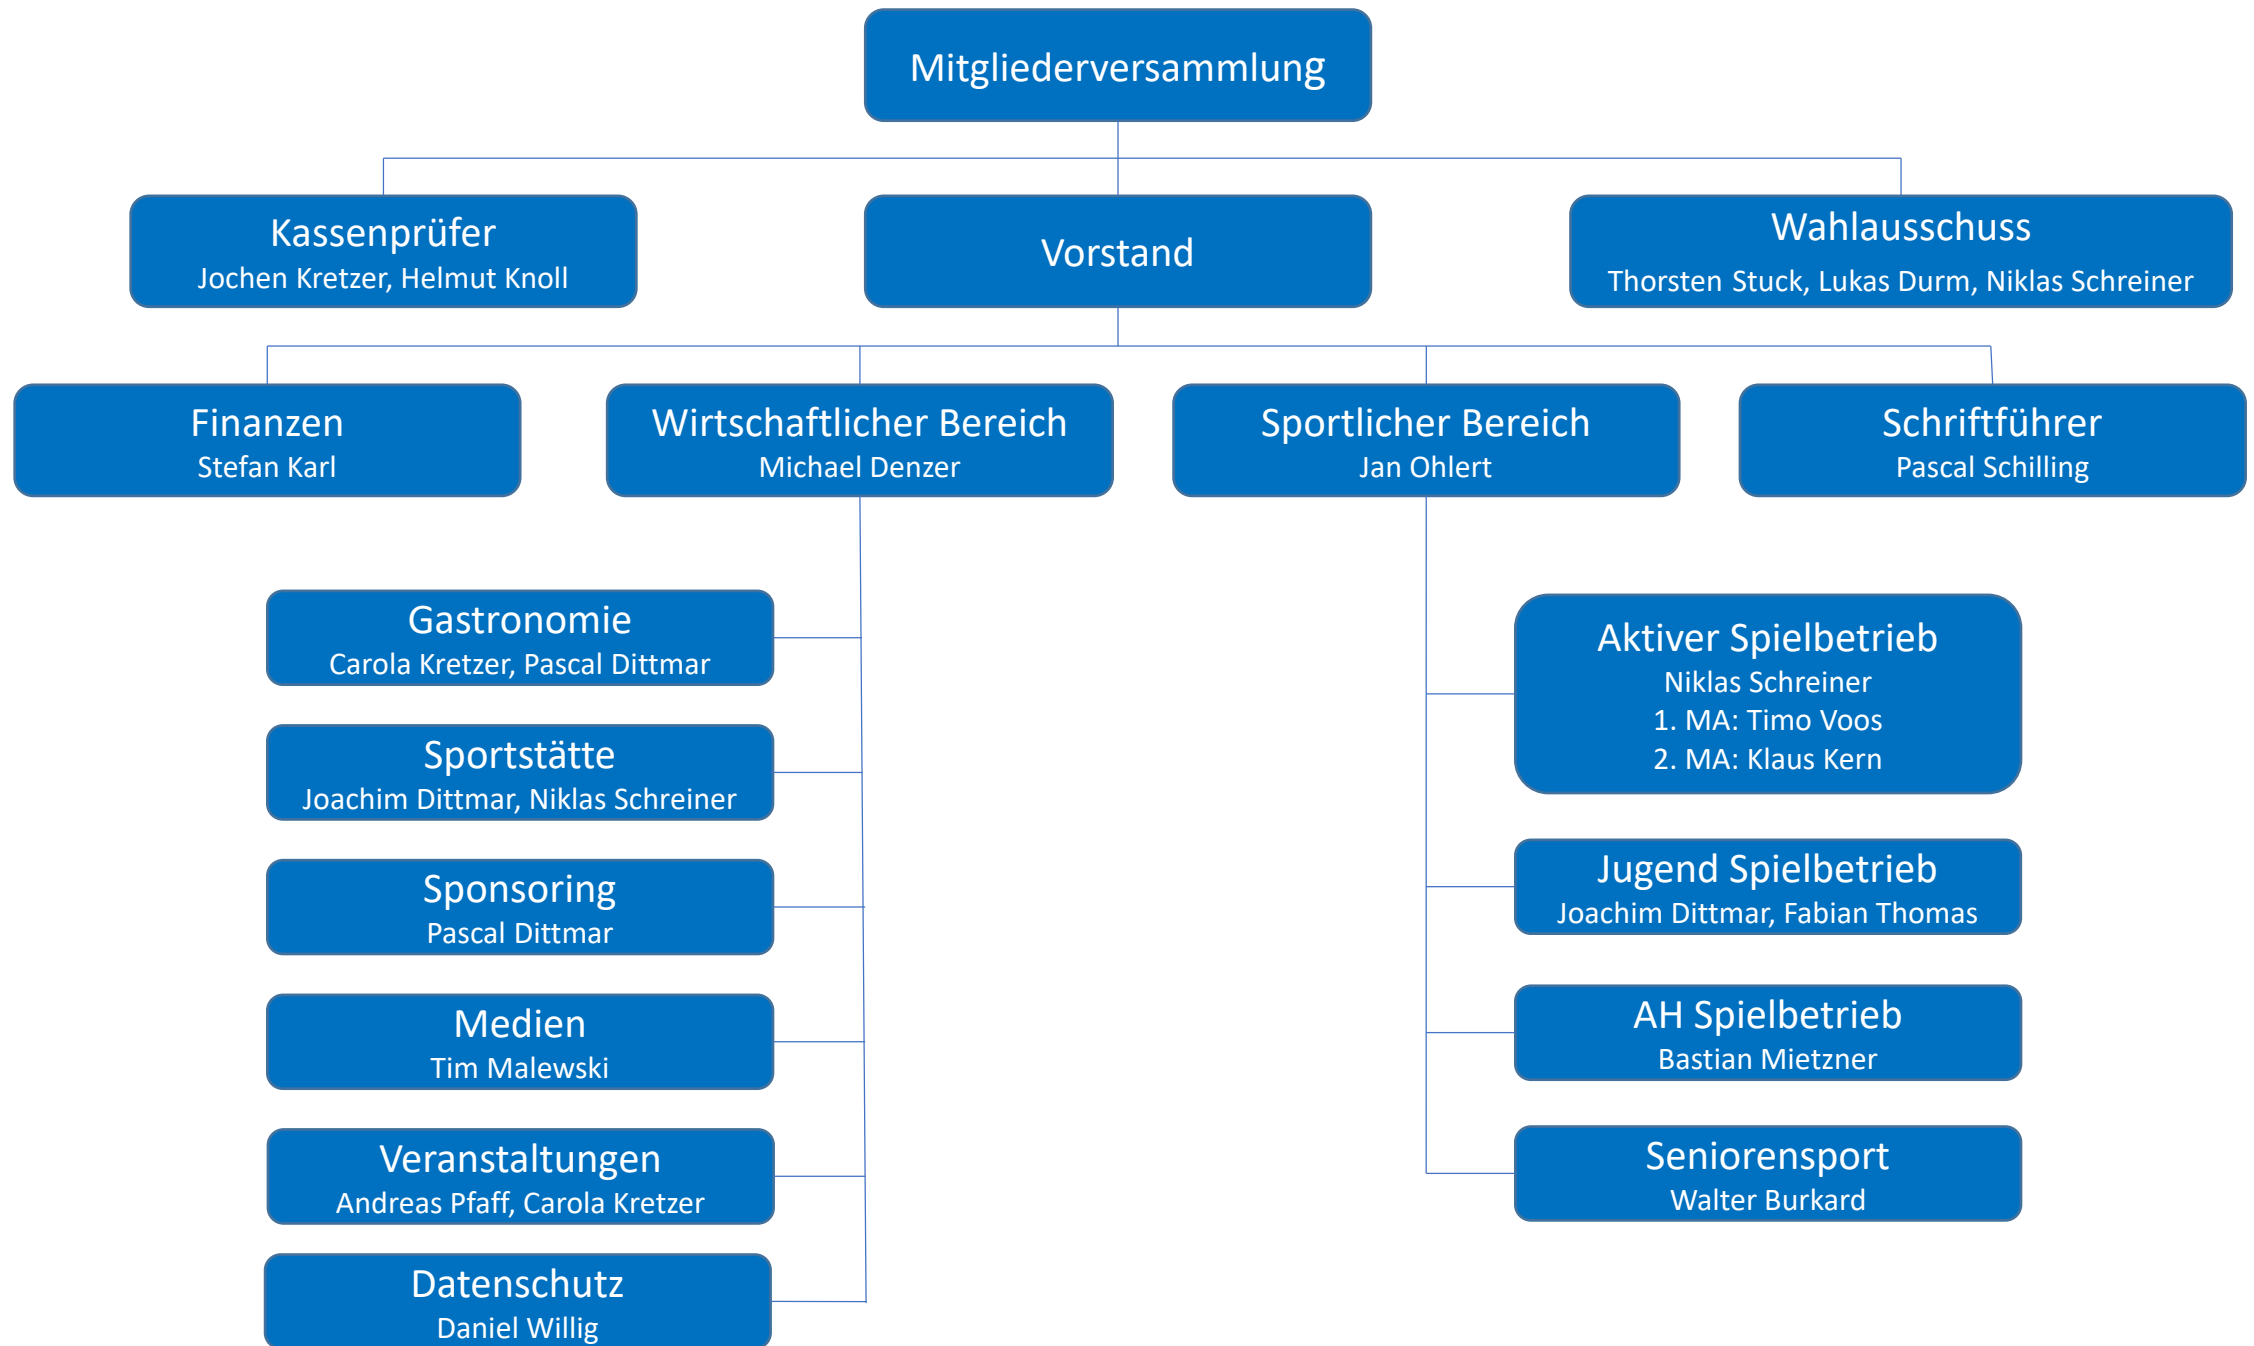 Mitgliederversammlung
Kassenprüfer
Jochen Kretzer, Helmut Knoll
Vorstand
Wahlausschuss
Thorsten Stuck, Lukas Durm, Niklas Schreiner
Finanzen
Stefan Karl
Wirtschaftlicher Bereich
Michael Denzer
Sportlicher Bereich
Jan Ohlert
Schriftführer
Pascal Schilling
Gastronomie
Carola Kretzer, Pascal Dittmar
Sportstätte
Joachim Dittmar, Niklas Schreiner
Sponsoring
Pascal Dittmar
Medien
Tim Malewski
Veranstaltungen
Andreas Pfaff, Carola Kretzer
Datenschutz
Daniel Willig
Aktiver Spielbetrieb
Niklas Schreiner
1. MA: Timo Voos
2. MA: Klaus Kern
Jugend Spielbetrieb
Joachim Dittmar, Fabian Thomas
AH Spielbetrieb
Bastian Mietzner
Seniorensport
Walter Burkard